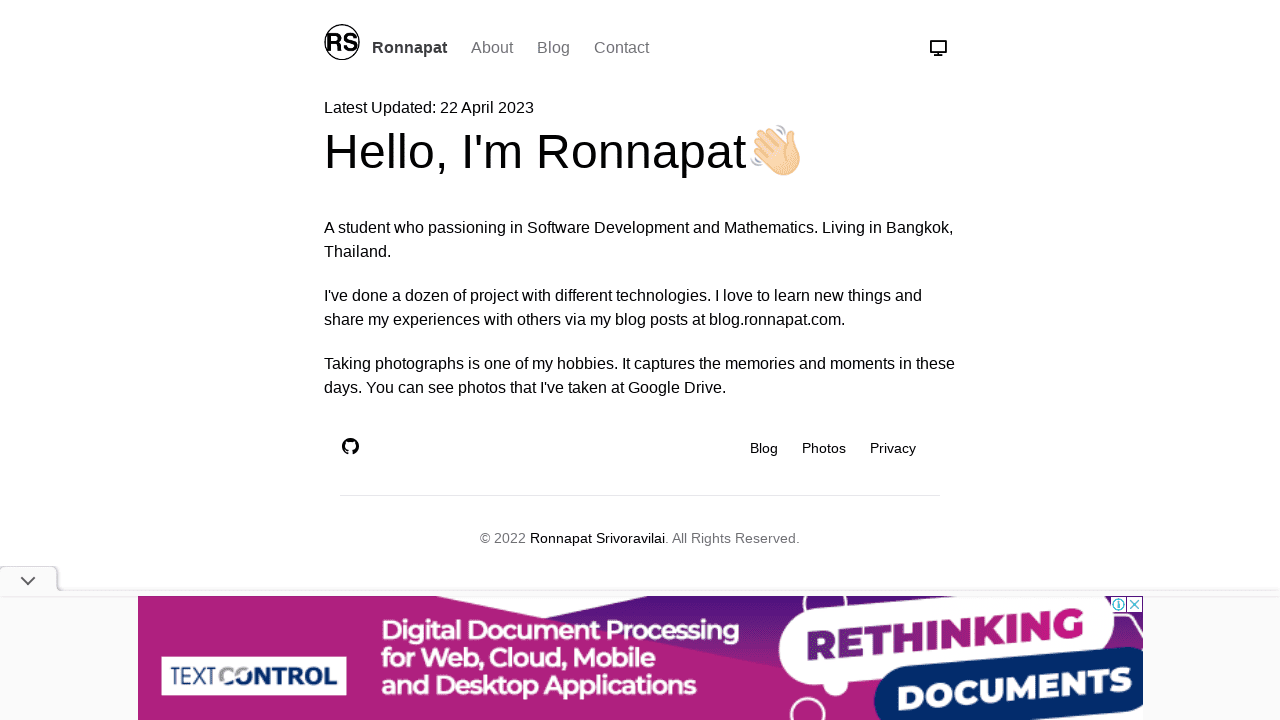 RS Ronnapat About Blog Contact
Latest Updated: 22 April 2023
Hello, I'm Ronnapat👋🏻
A student who passioning in Software Development and Mathematics. Living in Bangkok,
Thailand.
I've done a dozen of project with different technologies. I love to learn new things and
share my experiences with others via my blog posts at blog.ronnapat.com.
Taking photographs is one of my hobbies. It captures the memories and moments in these
days. You can see photos that I've taken at Google Drive.
Blog Photos Privacy
© 2022 Ronnapat Srivoravilai. All Rights Reserved.
TEXT CONTROL
Digital Document Processing
for Web, Cloud, Mobile
and Desktop Applications
RETHINKING
DOCUMENTS